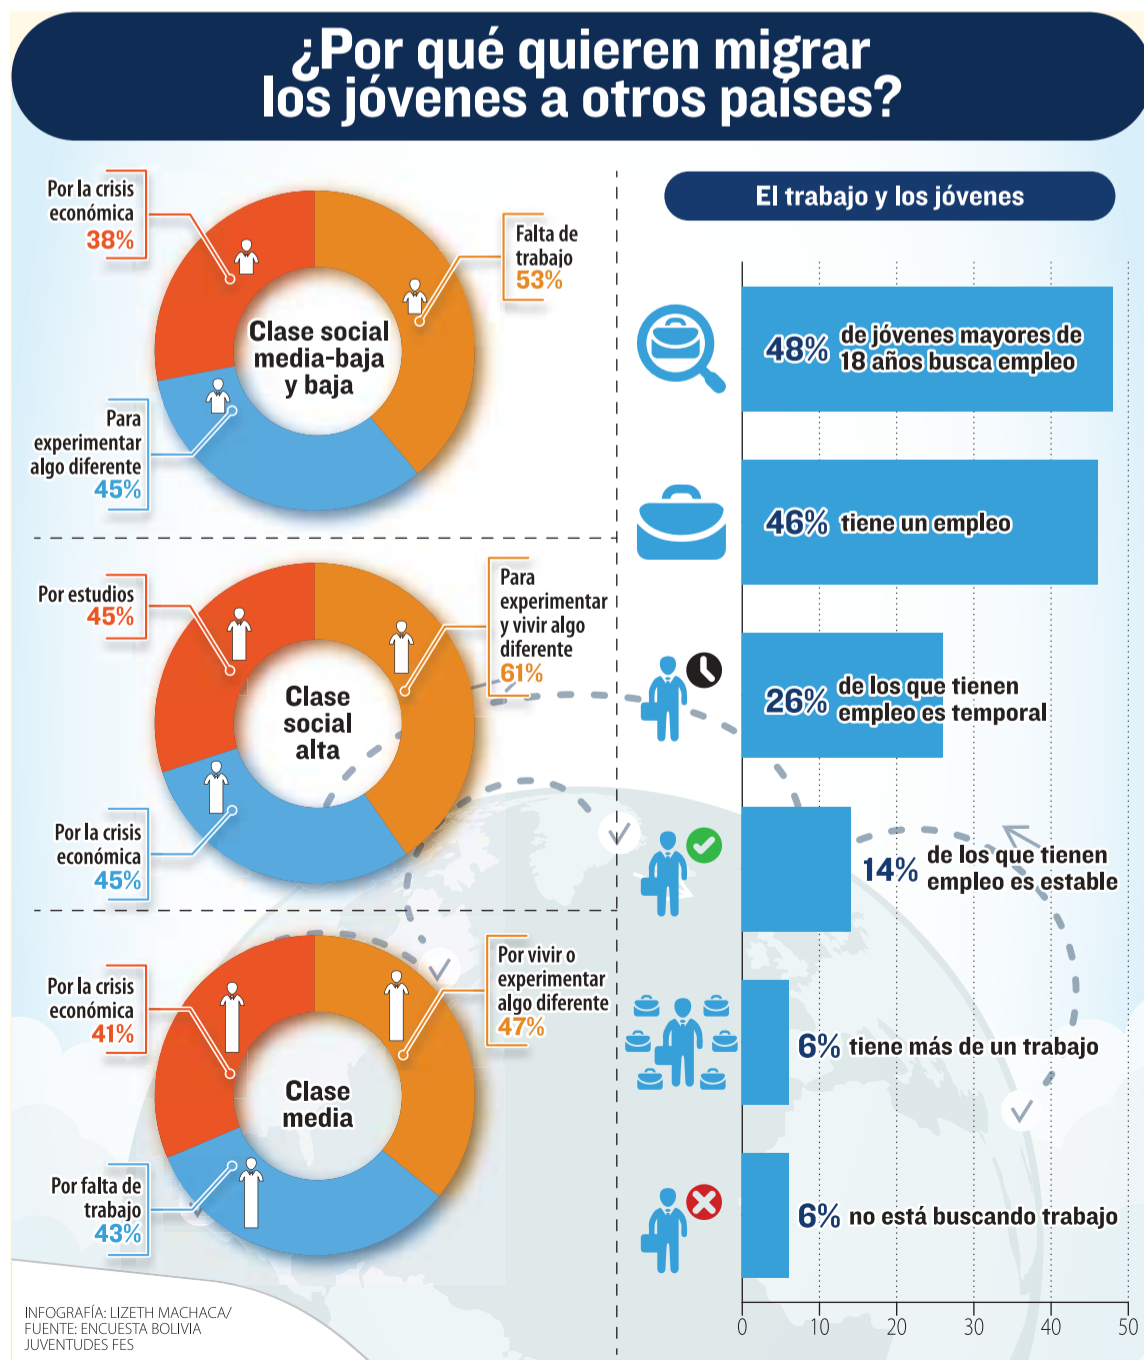 ¿Por qué quieren migrar
los jóvenes a otros países?
Por la crisis
económica
38%
Falta de
trabajo
53%
Clase social
media-baja
y baja
Para
experimentar
algo diferente
45%
Por estudios
45%
Para
experimentar
y vivir algo
diferente
61%
Clase
social
alta
Por la crisis
económica
45%
Por la crisis
económica
41%
Por vivir o
experimentar
algo diferente
47%
Clase
media
Por falta de
trabajo
43%
El trabajo y los jóvenes
48% de jóvenes mayores de
18 años busca empleo
46% tiene un empleo
26% de los que tienen
empleo es temporal
14% de los que tienen
empleo es estable
6% tiene más de un trabajo
6% no está buscando trabajo
0 10 20 30 40 50
INFOGRAFÍA: LIZETH MACHACA/
FUENTE: ENCUESTA BOLIVIA
JUVENTUDES FES